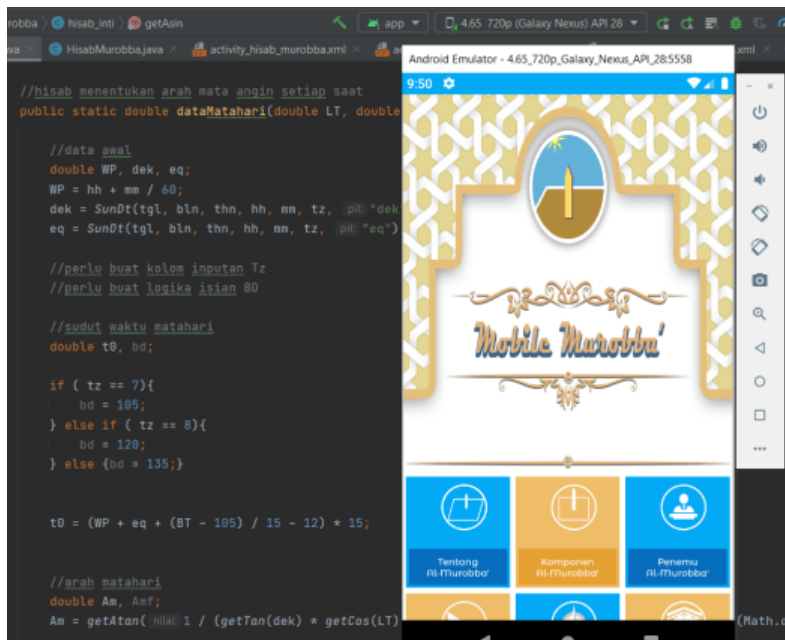 robba
hisab_inti
getAsin
app
4.65 720p (Galaxy Nexus) API 28
va
HisabMurobba.java
activity_hisab_murobba.xml
xml
//hisab menentukan arah mata angin setiap saat
public static double dataMatahari(double LT, double
//data awal
double WP, dek, eq;
WP = hh + mm / 60;
dek = SunDt(tgl, bln, thn, hh, mm, tz, pil: "dek"
eq = SunDt(tgl, bln, thn, hh, mm, tz, pil: "eq")
//perlu buat kolom inputan Tz
//perlu buat logika isian BD
//sudut waktu matahari
double t0, bd;
if ( tz == 7){
bd = 105;
} else if ( tz == 8){
bd = 120;
} else {bd = 135;}
t0 = (WP + eq + (BT - 105) / 15 - 12) * 15;
//arah matahari
double Am, Amf;
Am = getAtan( nilai: 1 / (getTan(dek) * getCos(LT)
(Math.
Android Emulator - 4.65_720p_Galaxy_Nexus_API_28:5558
9:50
Mobile Murobba'
Tentang
Al-Murobba'
Komponen
Al-Murobba'
Penemu
Al-Murobba'